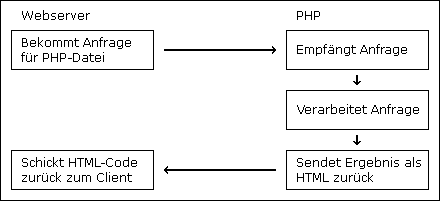 Webserver
PHP
Bekommt Anfrage
für PHP-Datei
Empfängt Anfrage
Verarbeitet Anfrage
Sendet Ergebnis als
HTML zurück
Schickt HTML-Code
zurück zum Client